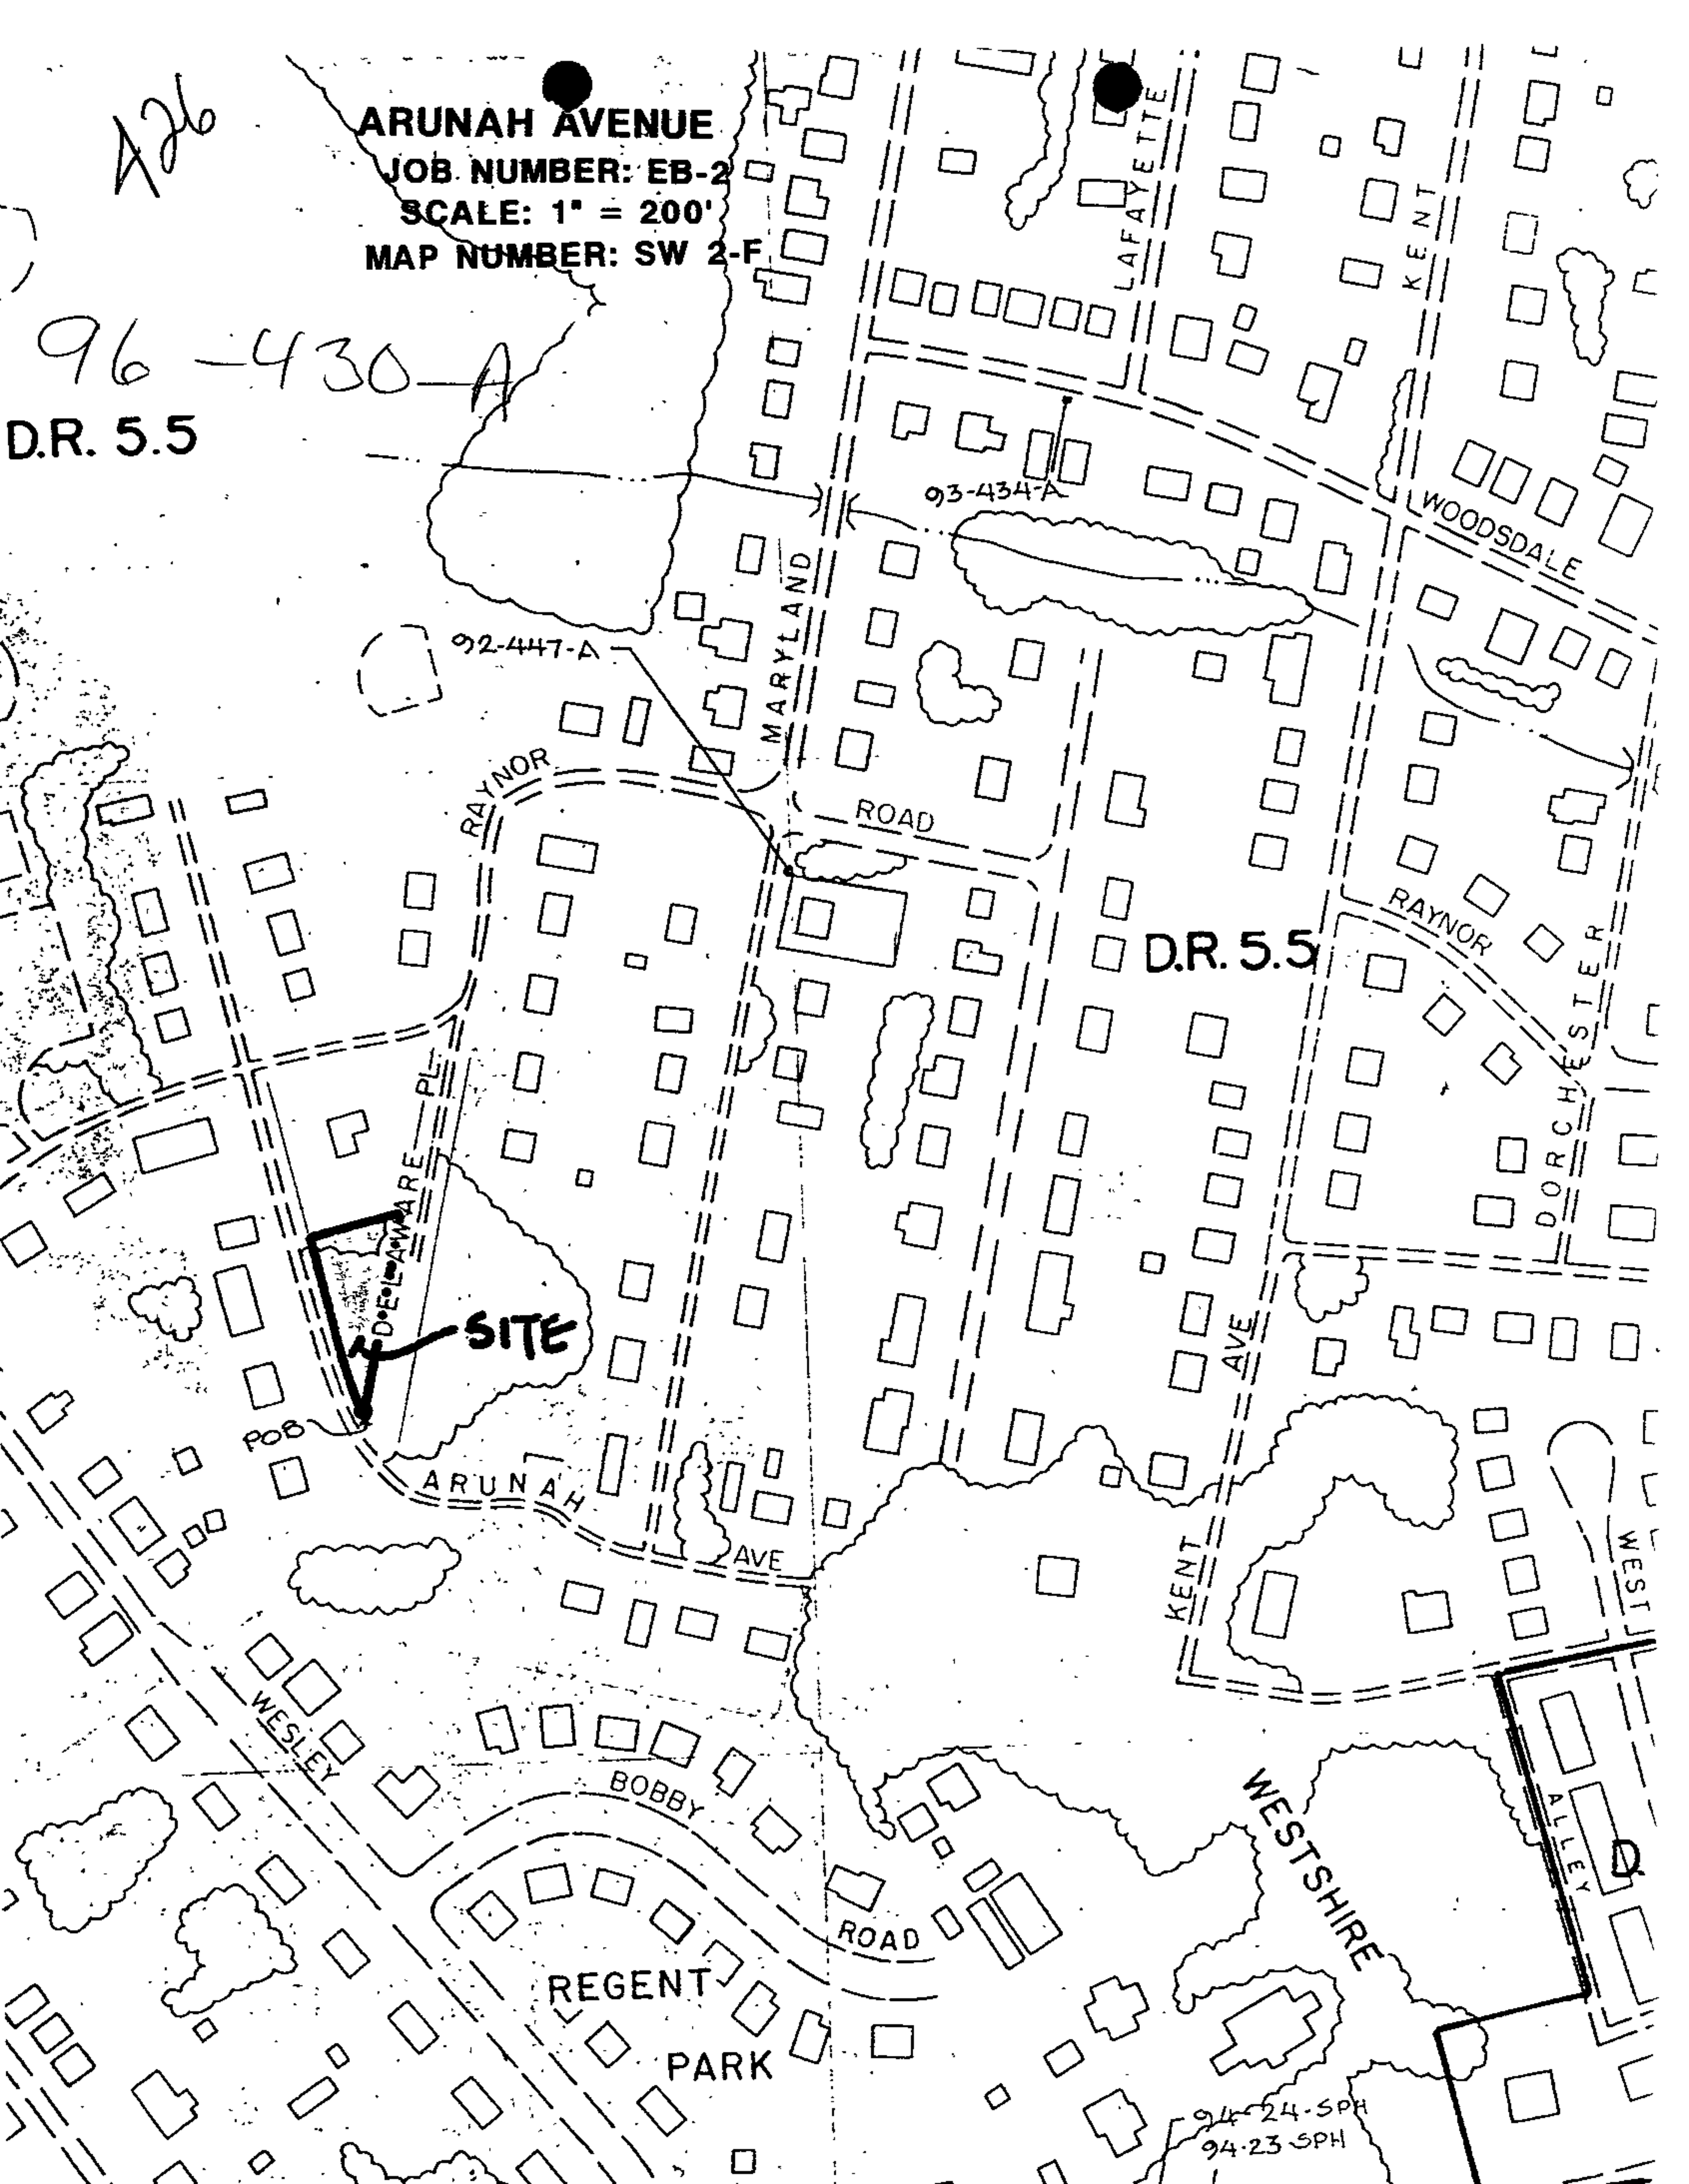 A26
ARUNAH AVENUE
JOB NUMBER: EB-2
SCALE: 1" = 200'
MAP NUMBER: SW 2-F
96-430-A
D.R. 5.5
LAFAYETTE
KENT
93-434-A
WOODSDALE
MARYLAND
92-447-A
RAYNOR
ROAD
D.R. 5.5
RAYNOR
DORCHESTER
DELAWARE PL.
SITE
POB
ARUNAH
AVE
KENT
AVE
WEST
WESLEY
BOBBY
ROAD
WESTSHIRE
ALLEY
D.
REGENT
PARK
94-24-SPH
94-23-SPH